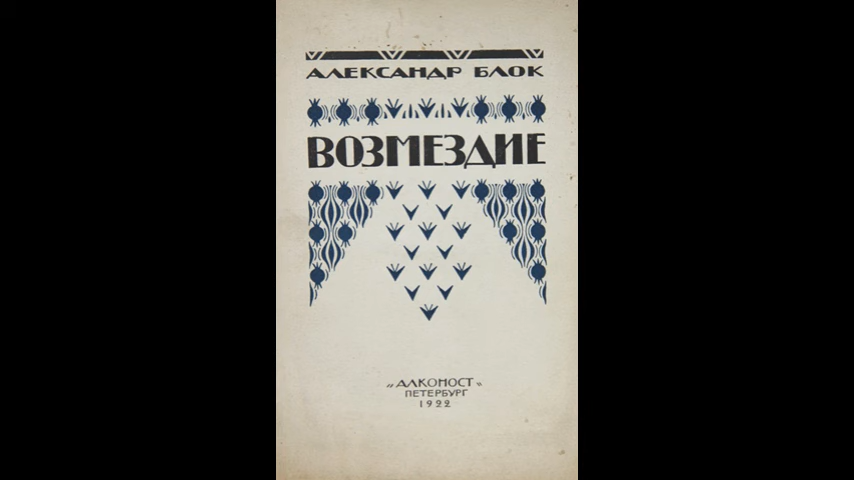 АЛЕКСАНДР БЛОК
ВОЗМЕЗДИЕ
„АЛКОНОСТ"
ПЕТЕРБУРГ
1922